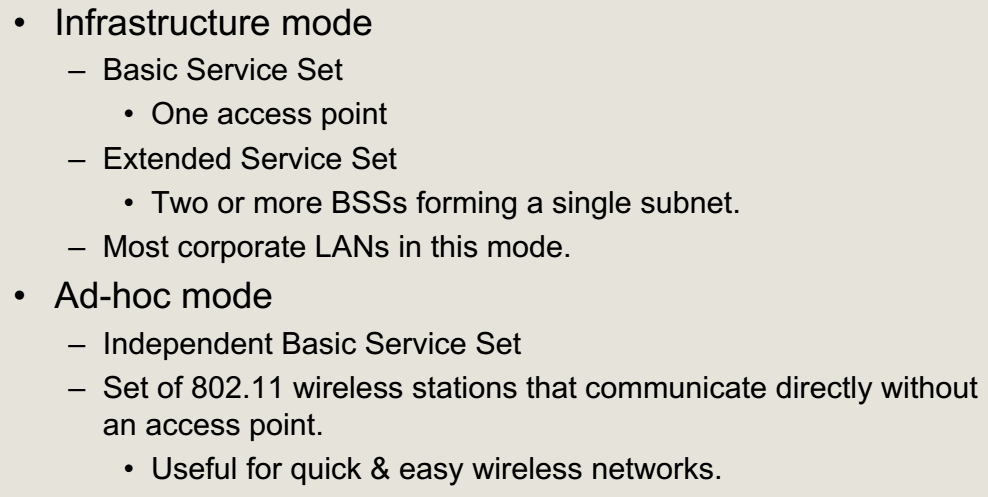 • Infrastructure mode
– Basic Service Set
• One access point
– Extended Service Set
• Two or more BSSs forming a single subnet.
– Most corporate LANs in this mode.
• Ad-hoc mode
– Independent Basic Service Set
– Set of 802.11 wireless stations that communicate directly without
an access point.
• Useful for quick & easy wireless networks.